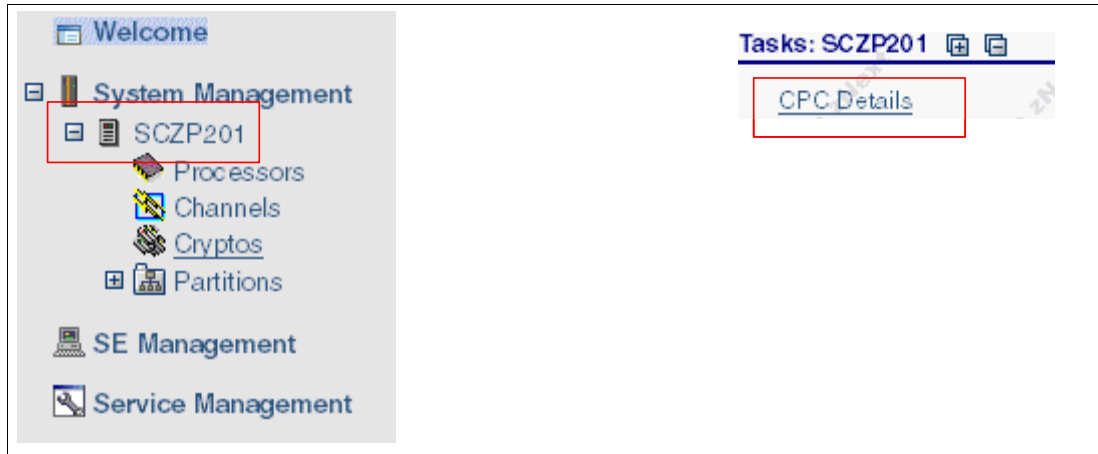 Welcome
System Management
SCZP201
Processors
Channels
Cryptos
Partitions
SE Management
Service Management
Tasks: SCZP201
CPC Details